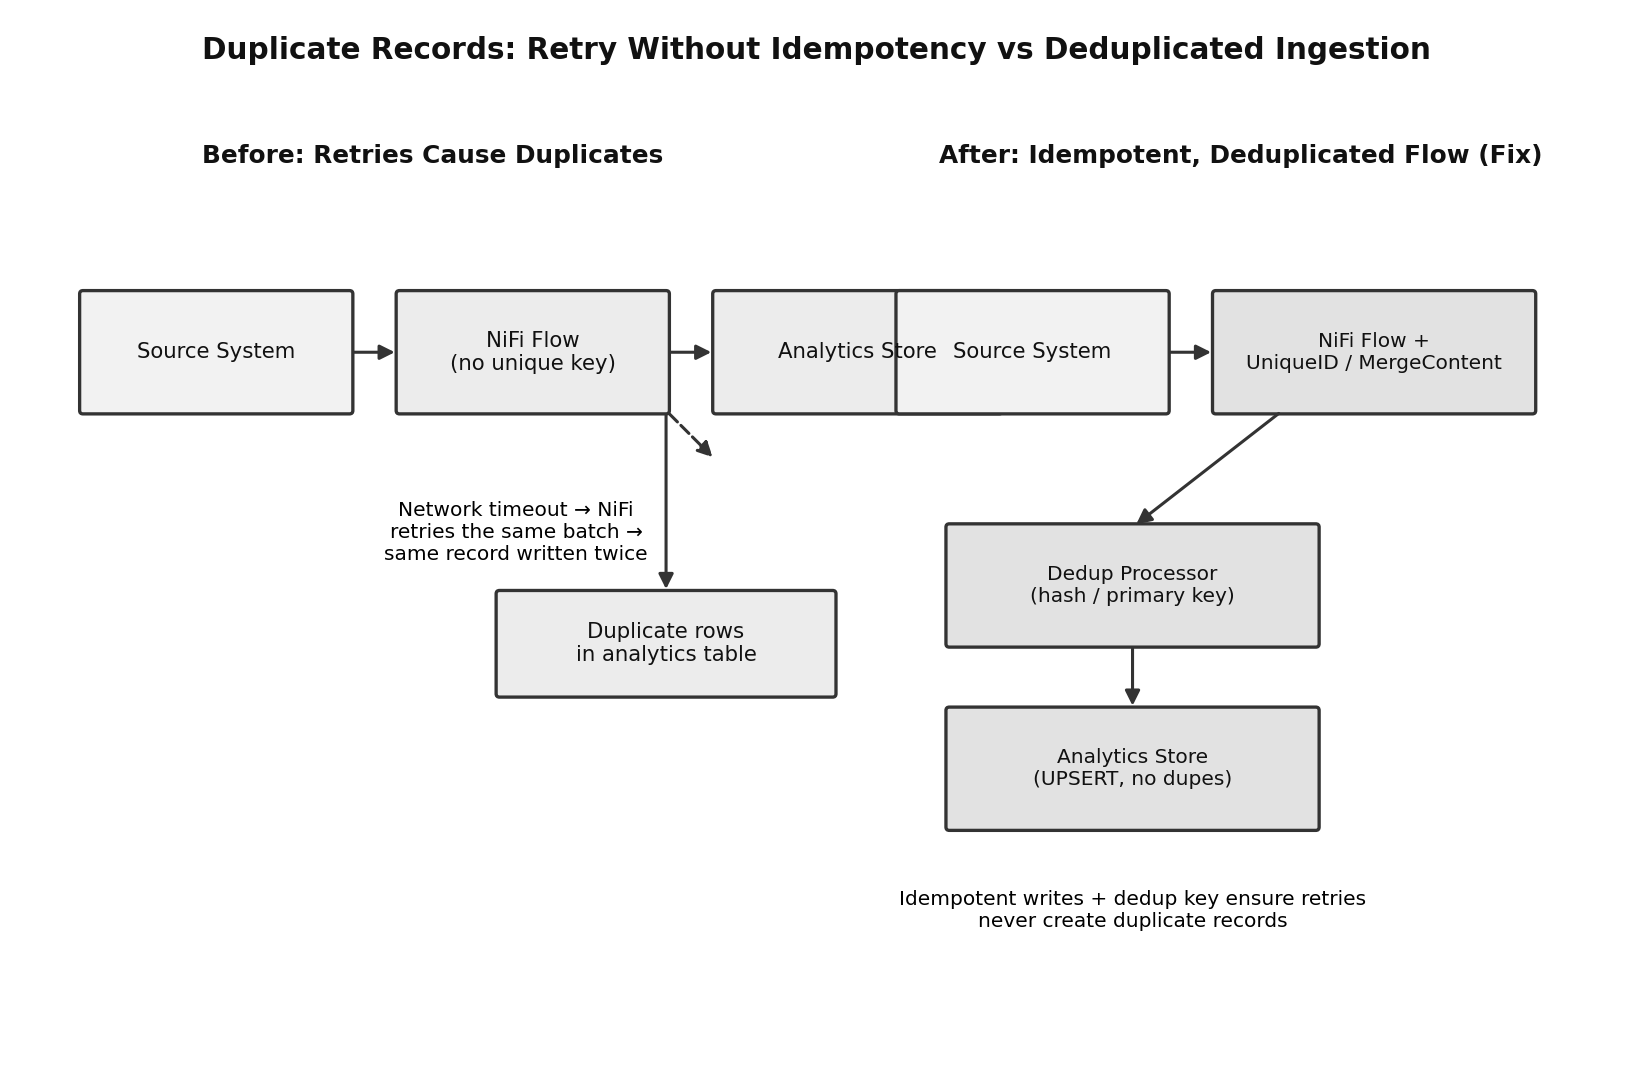 Duplicate Records: Retry Without Idempotency vs Deduplicated Ingestion
Before: Retries Cause Duplicates
Source System
NiFi Flow
(no unique key)
Analytics Store
Network timeout → NiFi
retries the same batch →
same record written twice
Duplicate rows
in analytics table
After: Idempotent, Deduplicated Flow (Fix)
Source System
NiFi Flow +
UniqueID / MergeContent
Dedup Processor
(hash / primary key)
Analytics Store
(UPSERT, no dupes)
Idempotent writes + dedup key ensure retries
never create duplicate records